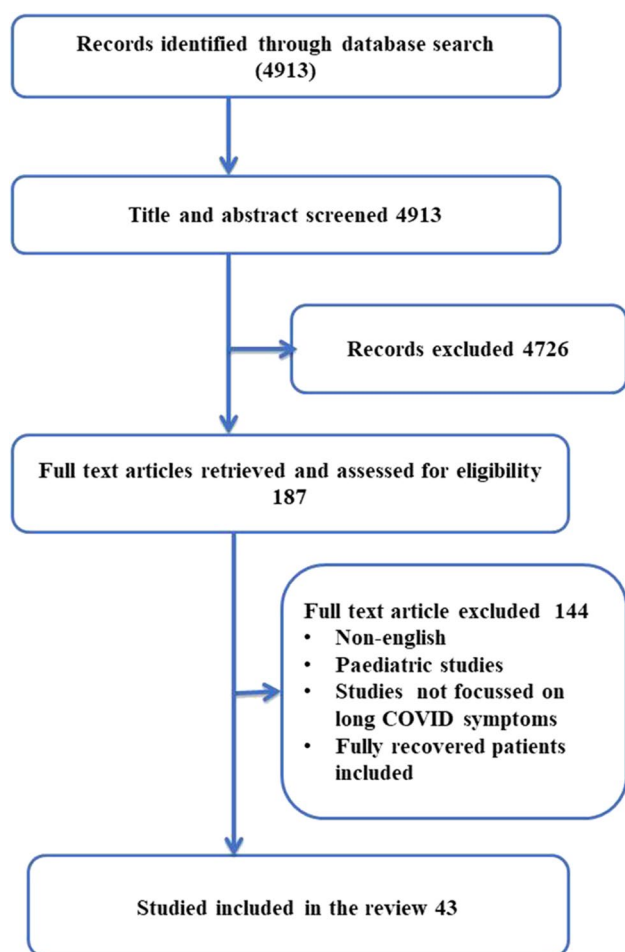 Records identified through database search
(4913)
Title and abstract screened 4913
Records excluded 4726
Full text articles retrieved and assessed for eligibility
187
Full text article excluded 144
• Non-english
• Paediatric studies
• Studies not focussed on
long COVID symptoms
• Fully recovered patients
included
Studied included in the review 43